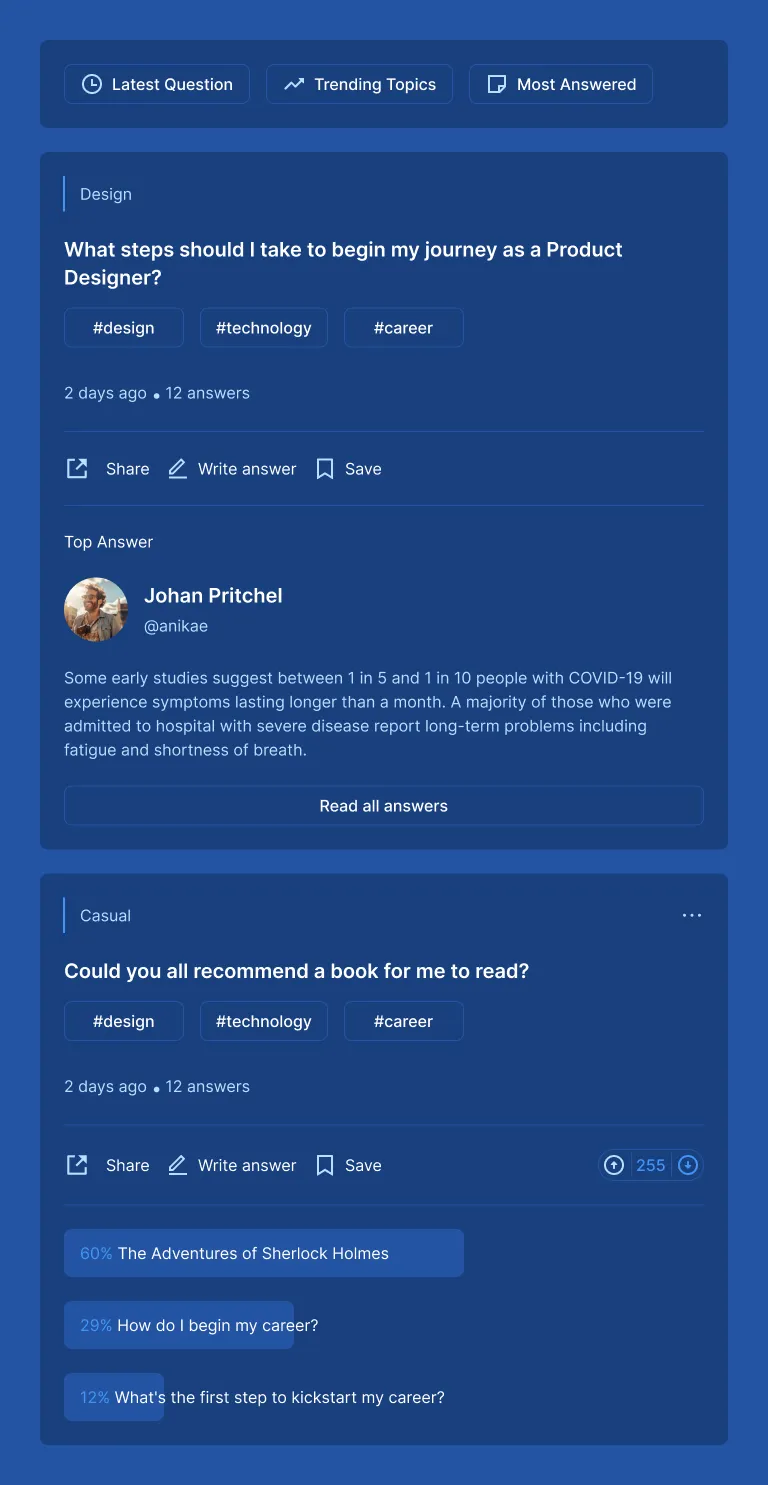 Latest Question Trending Topics Most Answered
Design
What steps should I take to begin my journey as a Product
Designer?
#design #technology #career
2 days ago • 12 answers
Share Write answer Save
Top Answer
Johan Pritchel
@anikae
Some early studies suggest between 1 in 5 and 1 in 10 people with COVID-19 will
experience symptoms lasting longer than a month. A majority of those who were
admitted to hospital with severe disease report long-term problems including
fatigue and shortness of breath.
Read all answers
Casual
Could you all recommend a book for me to read?
#design #technology #career
2 days ago • 12 answers
Share Write answer Save 255
60% The Adventures of Sherlock Holmes
29% How do I begin my career?
12% What's the first step to kickstart my career?